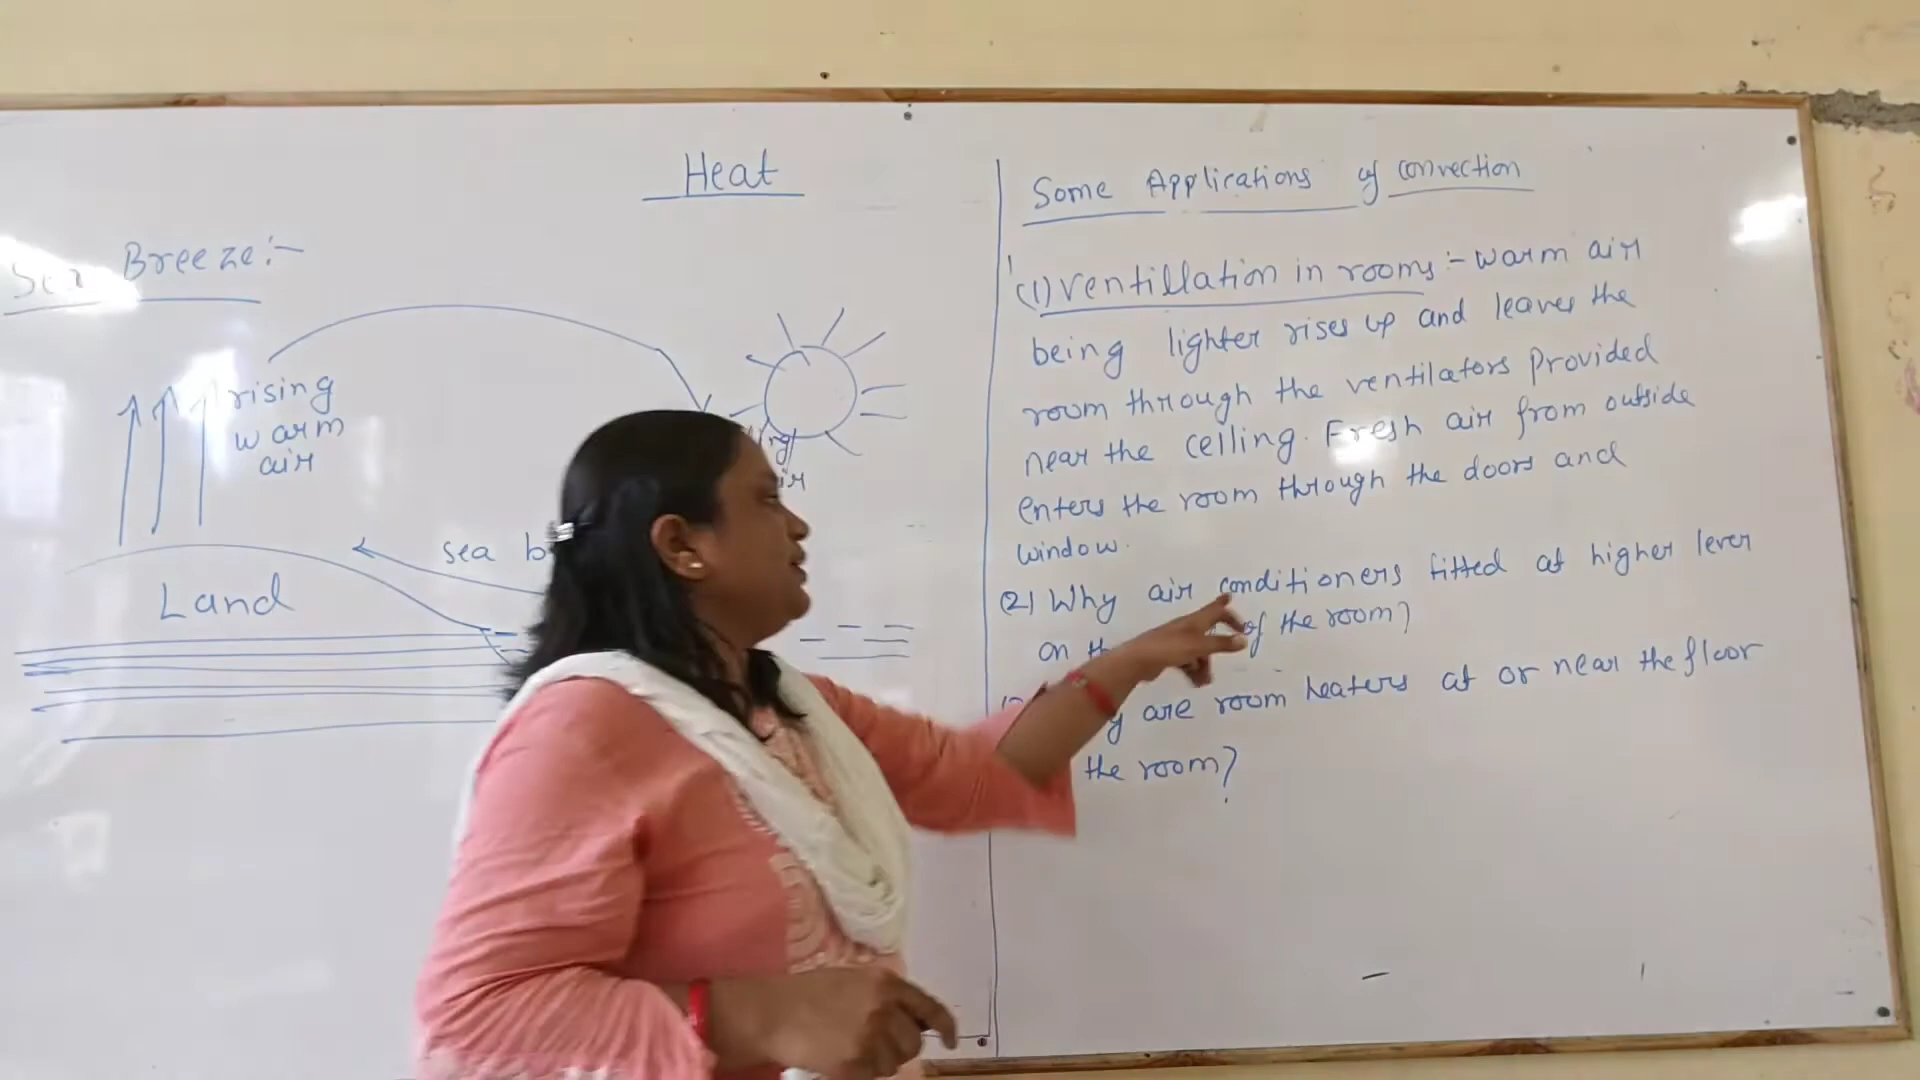 Heat
Sea Breeze:-
rising
warm
air
sea b
Land
ir
Some Applications of convection
(1) Ventillation in rooms:- warm air
being lighter rises up and leaves the
room through the ventilators provided
near the celling. Fresh air from outside
enters the room through the doors and
window.
(2) Why air conditioners fitted at higher lever
on of the room?
are room heaters at or near the floor
the room?